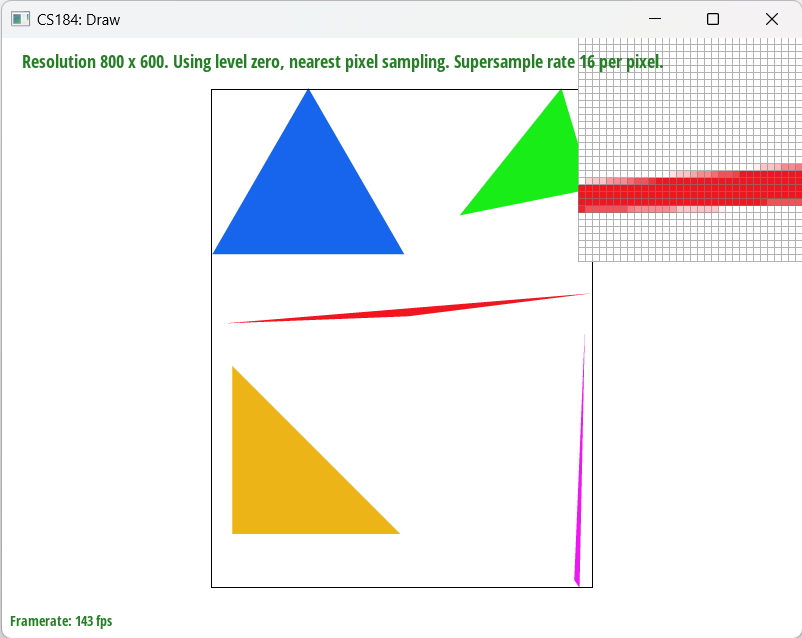 CS184: Draw
Resolution 800 x 600. Using level zero, nearest pixel sampling. Supersample rate 16 per pixel.
Framerate: 143 fps